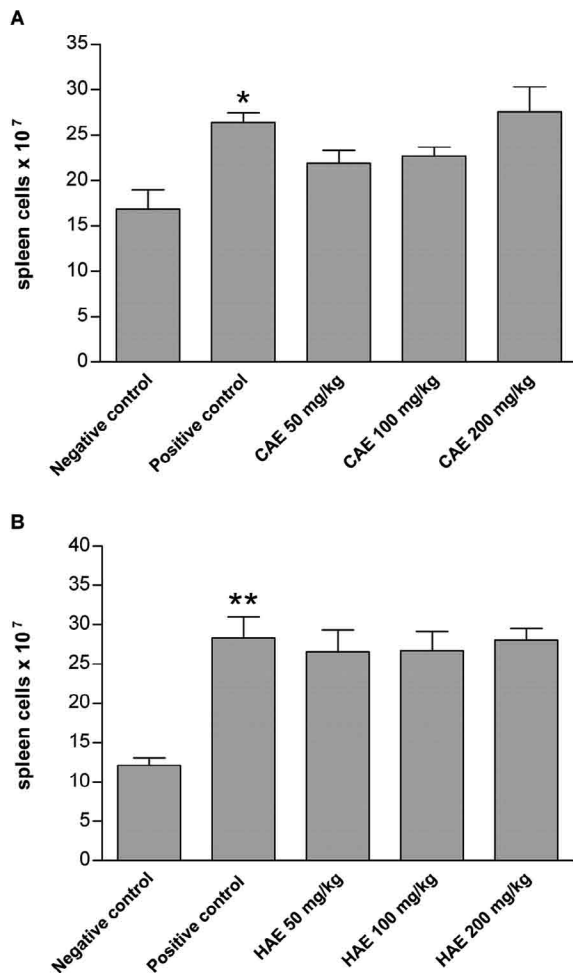 A
spleen cells x 10⁷
35
30
25
20
15
10
5
0
*
Negative control
Positive control
CAE 50 mg/kg
CAE 100 mg/kg
CAE 200 mg/kg
B
spleen cells x 10⁷
40
35
30
25
20
15
10
5
0
**
Negative control
Positive control
HAE 50 mg/kg
HAE 100 mg/kg
HAE 200 mg/kg